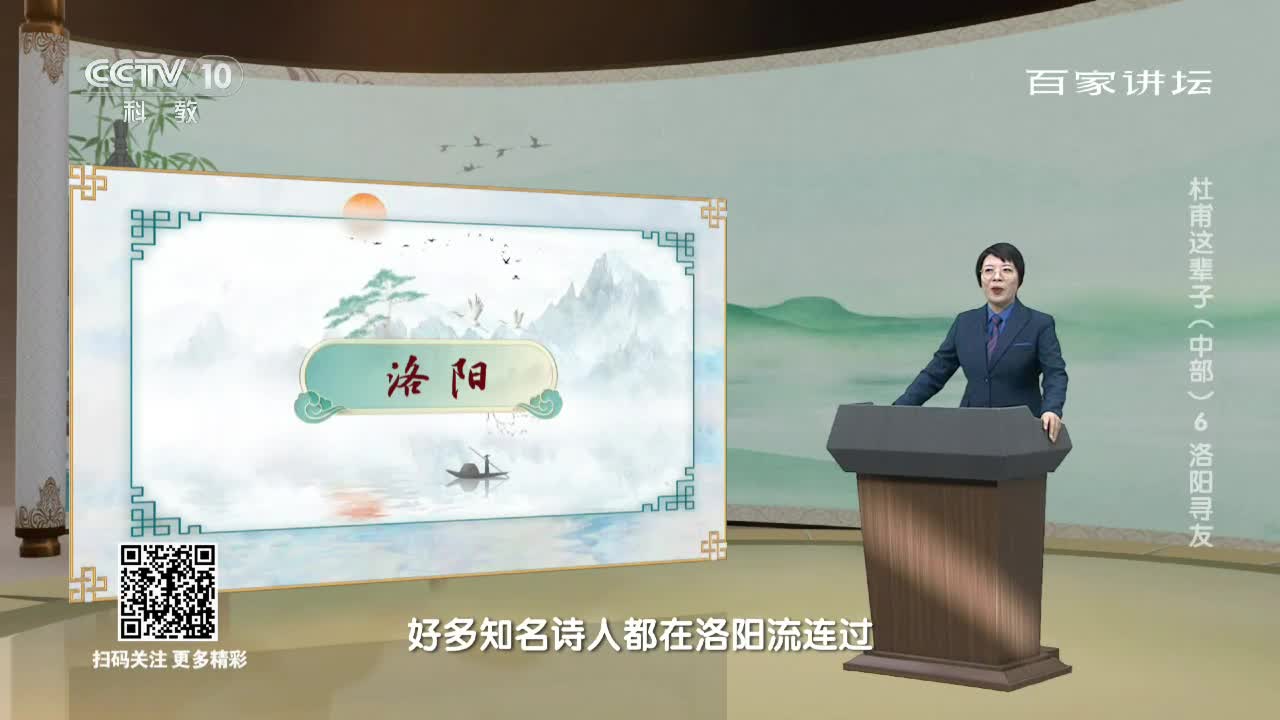 CCTV 10
科 教
百家讲坛
杜甫这辈子（中部）6 洛阳寻友
洛阳
好多知名诗人都在洛阳流连过
扫码关注 更多精彩